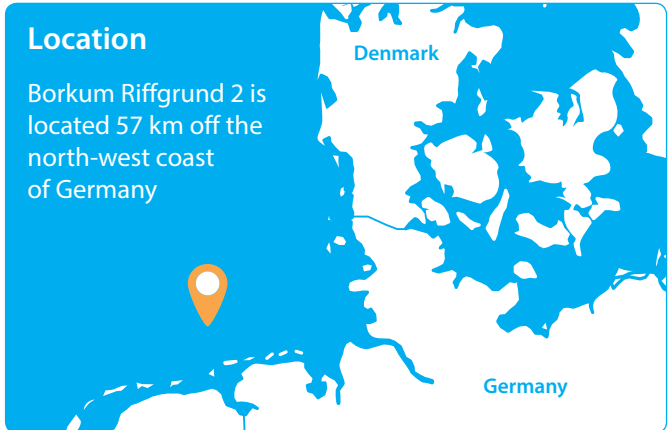 Location
Borkum Riffgrund 2 is
located 57 km off the
north-west coast
of Germany
Denmark
Germany